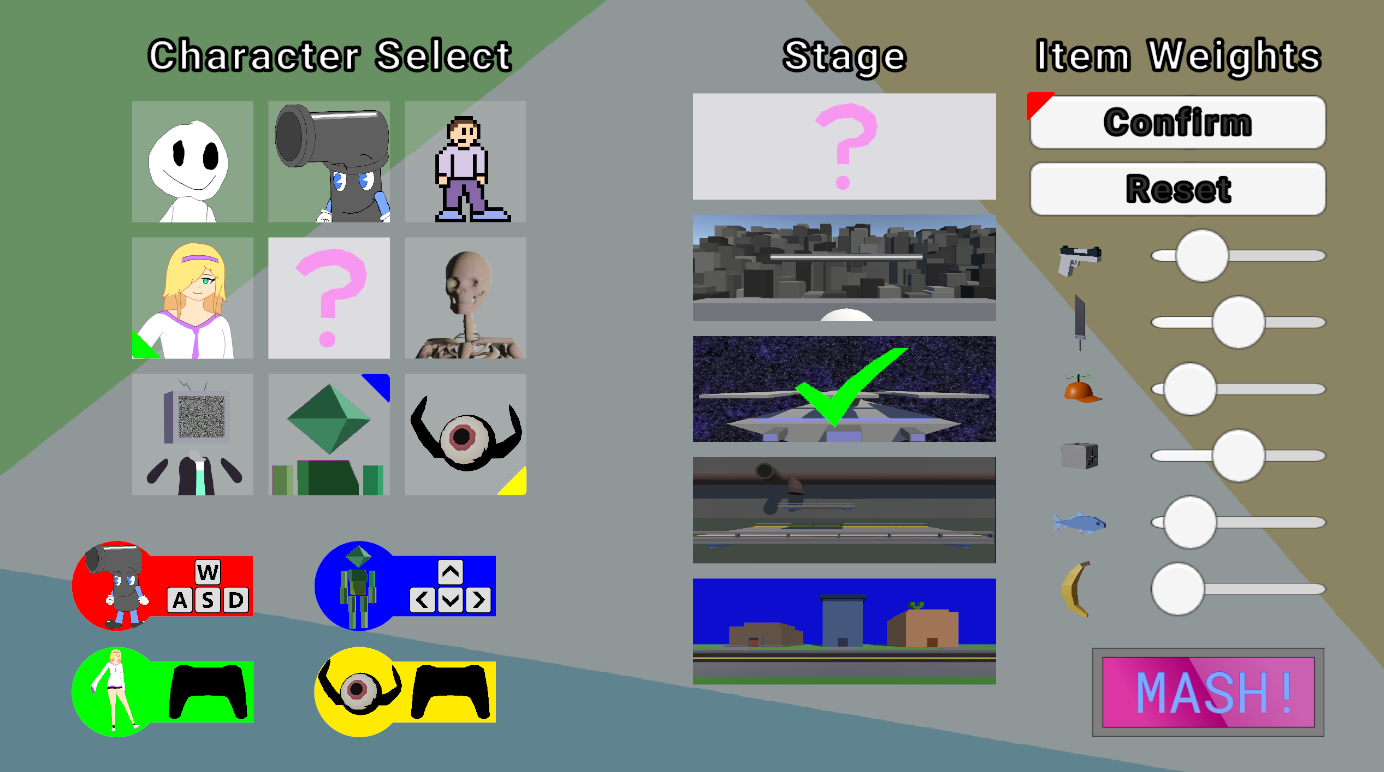 Character Select
Stage
Item Weights
?
Confirm
Reset
?
W
A S D
MASH!